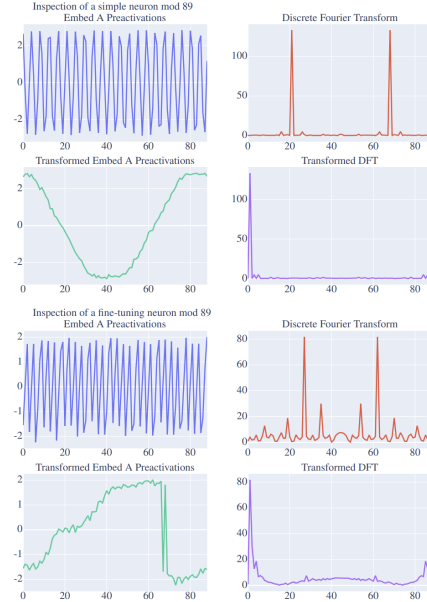 Inspection of a simple neuron mod 89
Embed A Preactivations
Discrete Fourier Transform
2
0
-2
0 20 40 60 80
100
50
0
0 20 40 60 80
Transformed Embed A Preactivations
Transformed DFT
2
0
-2
0 20 40 60 80
100
50
0
0 20 40 60 80
Inspection of a fine-tuning neuron mod 89
Embed A Preactivations
Discrete Fourier Transform
2
1
0
-1
-2
0 20 40 60 80
80
60
40
20
0
0 20 40 60 80
Transformed Embed A Preactivations
Transformed DFT
2
1
0
-1
-2
0 20 40 60 80
80
60
40
20
0
0 20 40 60 80